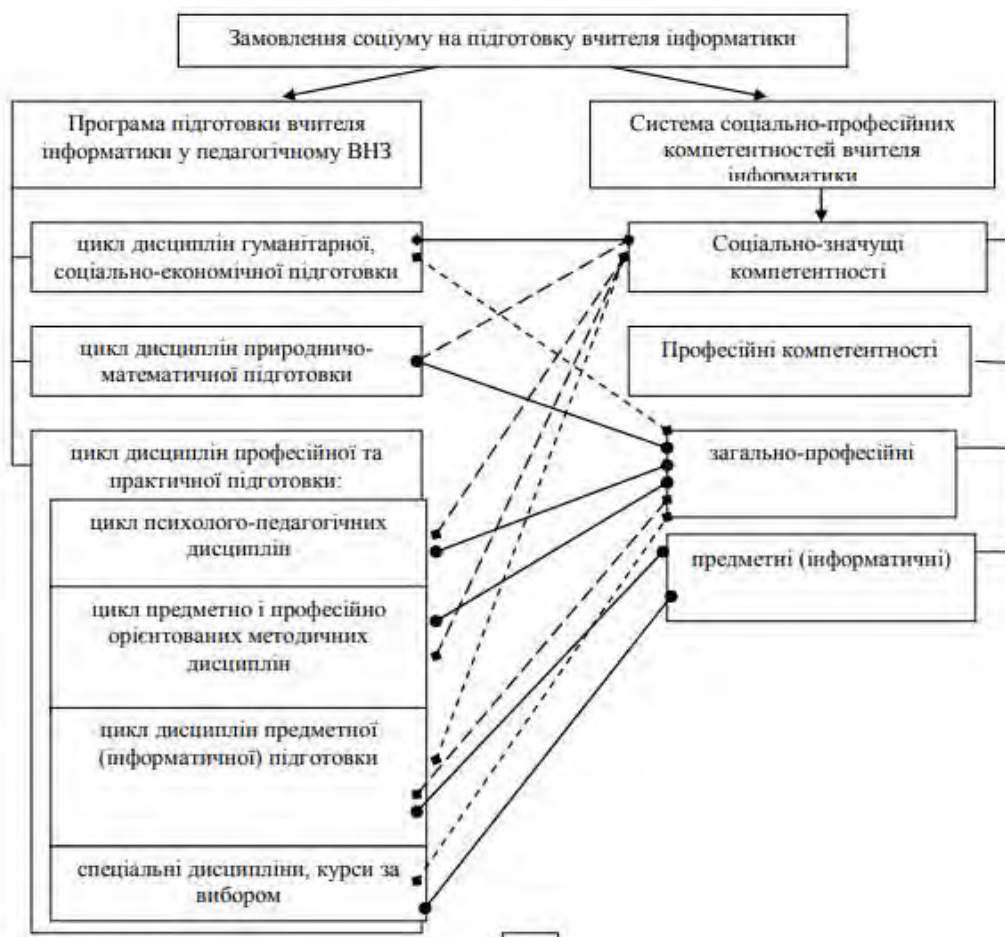 Замовлення соціуму на підготовку вчителя інформатики
Програма підготовки вчителя
інформатики у педагогічному ВНЗ
Система соціально-професійних
компетентностей вчителя
інформатики
цикл дисциплін гуманітарної,
соціально-економічної підготовки
Соціально-значущі
компетентності
цикл дисциплін природничо-
математичної підготовки
Професійні компетентності
цикл дисциплін професійної та
практичної підготовки:
загально-професійні
цикл психолого-педагогічних
дисциплін
предметні (інформатичні)
цикл предметно і професійно
орієнтованих методичних
дисциплін
цикл дисциплін предметної
(інформатичної) підготовки
спеціальні дисципліни, курси за
вибором